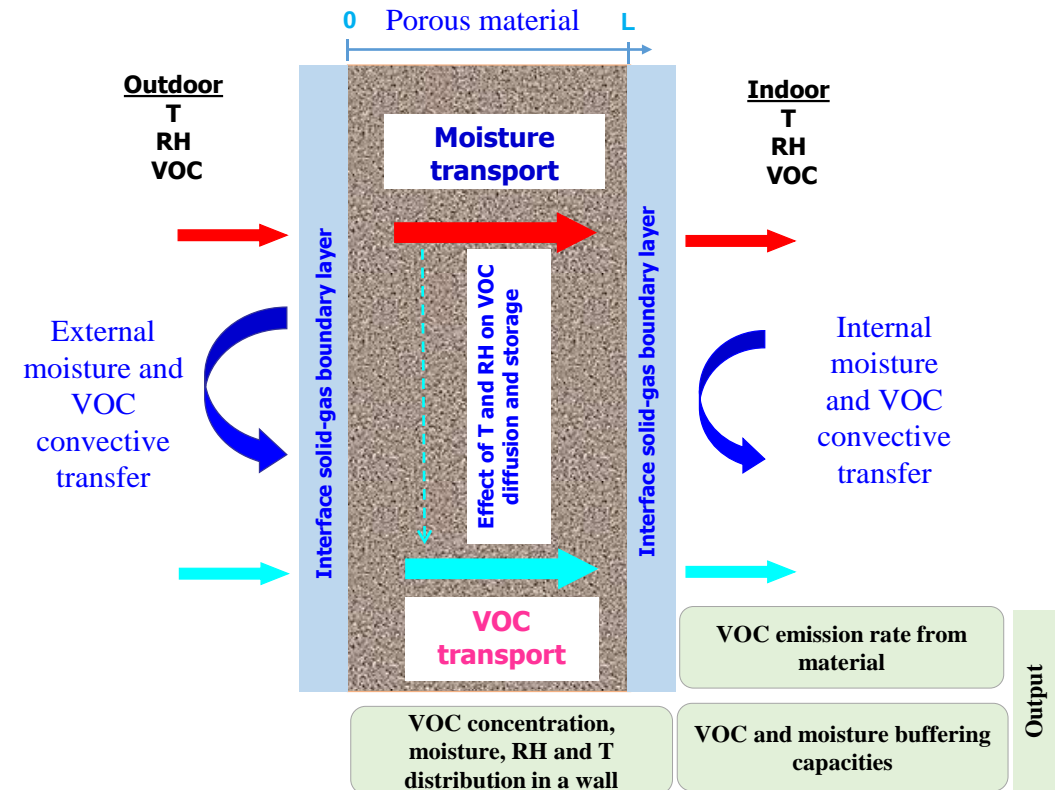 0
Porous material
L
Outdoor
T
RH
VOC
Indoor
T
RH
VOC
Moisture
transport
Interface solid-gas boundary layer
Effect of T and RH on VOC
diffusion and storage
Interface solid-gas boundary layer
External
moisture and
VOC
convective
transfer
Internal
moisture
and VOC
convective
transfer
VOC
transport
VOC emission rate from
material
VOC concentration,
moisture, RH and T
distribution in a wall
VOC and moisture buffering
capacities
Output